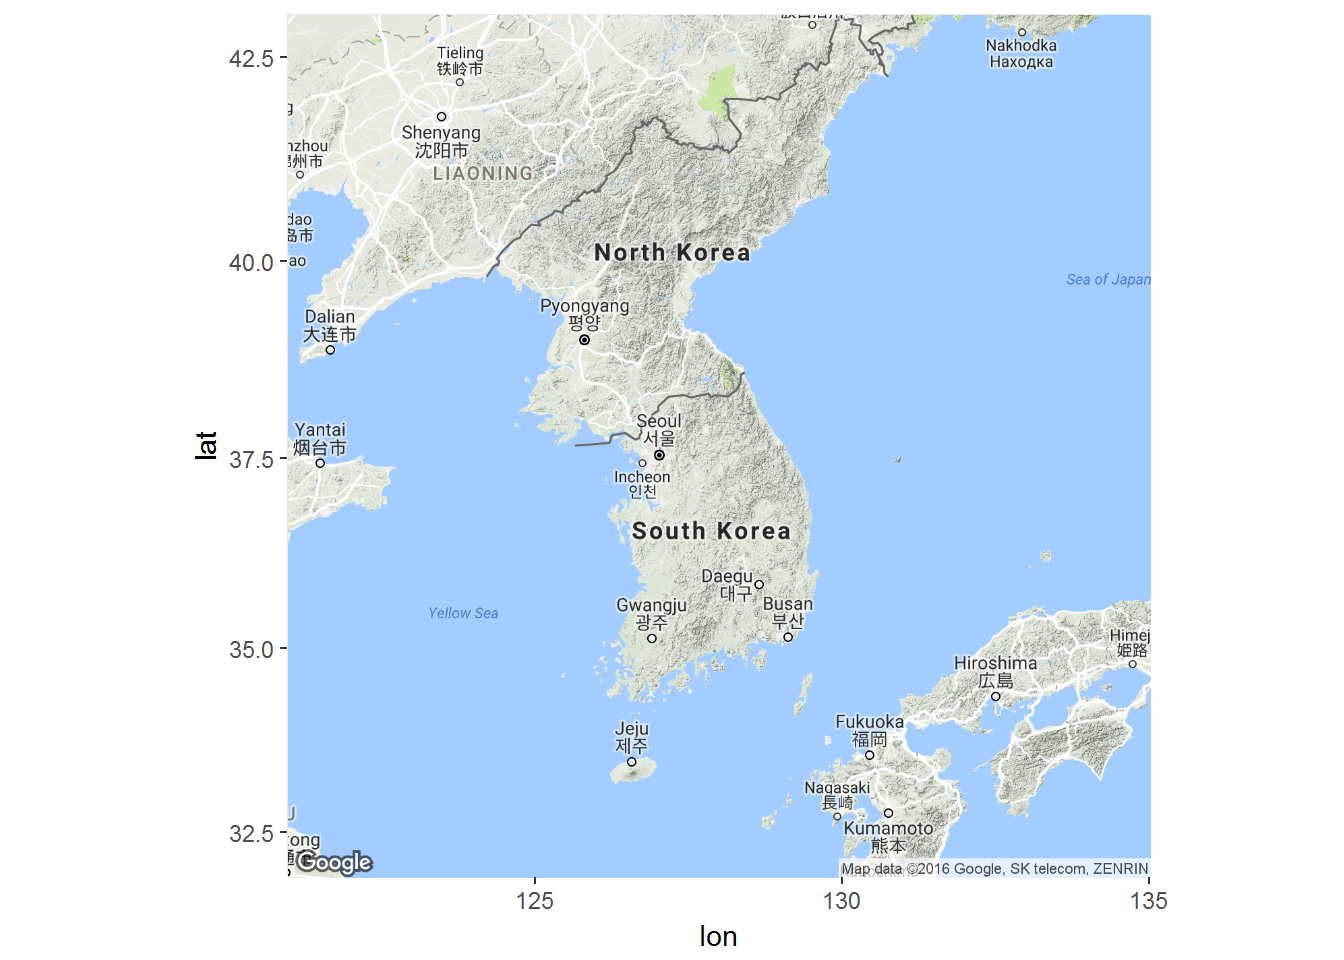 42.5
40.0
37.5
35.0
32.5
lat
125
130
135
lon
Tieling
铁岭市
Shenyang
沈阳市
LIAONING
nzhou
州市
dao
岛市
ao
Nakhodka
Находка
North Korea
Sea of Japan
Pyongyang
평양
Dalian
大连市
Yantai
烟台市
Seoul
서울
Incheon
인천
South Korea
Daegu
대구
Busan
부산
Gwangju
광주
Yellow Sea
Jeju
제주
Himej
姫路
Hiroshima
広島
Fukuoka
福岡
Nagasaki
長崎
Kumamoto
熊本
tong
Google
Map data ©2016 Google, SK telecom, ZENRIN